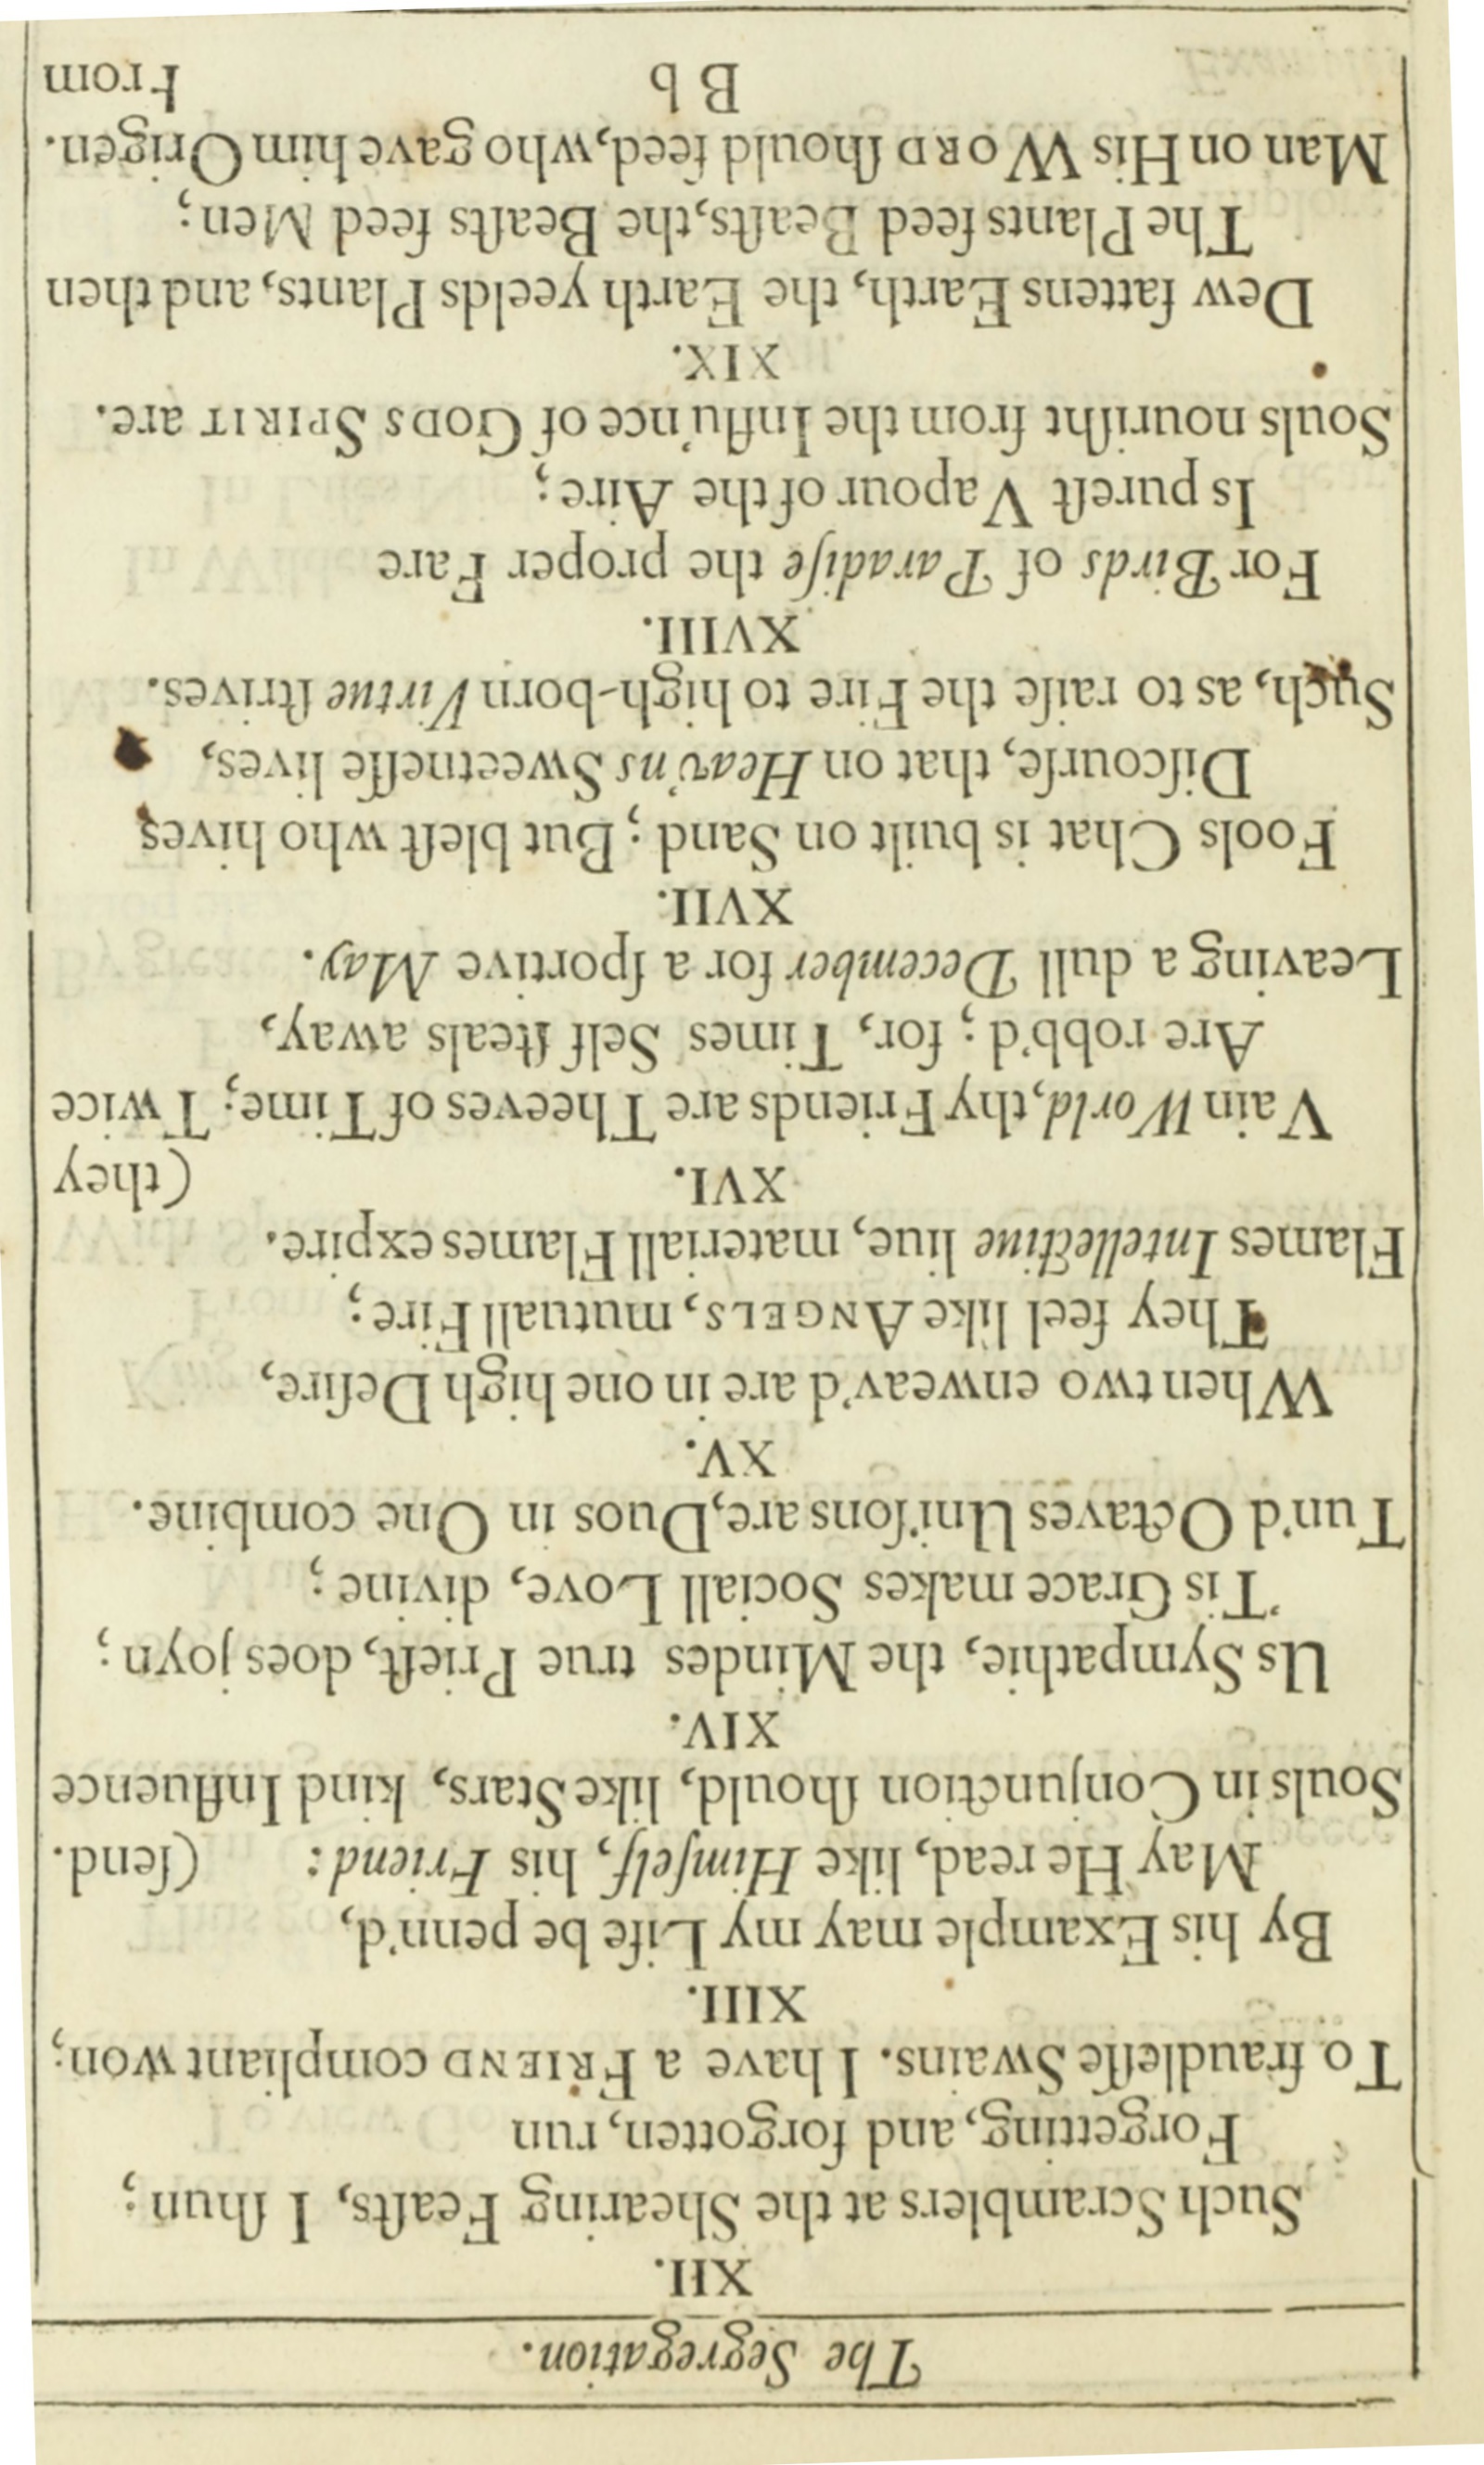 The Segregation.
XII.
Such Scramblers at the Shearing Feaſts, I ſhun;
Forgetting, and forgotten, run
To fraudleſſe Swains. I have a FRIEND compliant won;
XIII.
By his Example may my Life be penn'd,
May He read, like Himſelf, his Friend: (ſend.
Souls in Conjunction ſhould, like Stars, kind Influence
XIV.
Us Sympathie, the Mindes true Prieſt, does joyn;
'Tis Grace makes Sociall Love, divine;
Tun'd Octaves Uniſons are, Duos in One combine.
XV.
When two enweav'd are in one high Deſire,
They feel like ANGELS, mutuall Fire;
Flames Intellectiue liue, materiall Flames expire.
XVI. (they
Vain World, thy Friends are Theeves of Time; Twice
Are robb'd; for, Times Self ſteals away,
Leaving a dull December for a ſportive May.
XVII.
Fools Chat is built on Sand; But bleſt who hives
Diſcourſe, that on Heav'ns Sweetneſſe lives,
Such, as to raiſe the Fire to high-born Virtue ſtrives.
XVIII.
For Birds of Paradiſe the proper Fare
Is pureſt Vapour of the Aire;
Souls nouriſht from the Influ'nce of GODS SPIRIT are.
XIX.
Dew fattens Earth, the Earth yeelds Plants, and then
The Plants feed Beaſts, the Beaſts feed Men;
Man on His WORD ſhould feed, who gave him Origen.
B b From